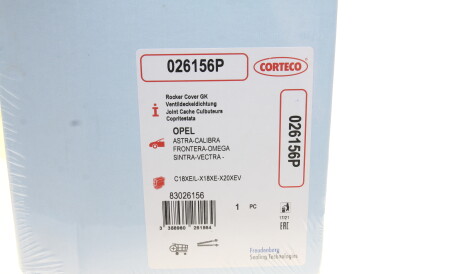 026156P
CORTECO
Rocker Cover GK
Ventildeckeldichtung
Joint Cache Culbuteurs
Copritestata
OPEL
ASTRA-CALIBRA
FRONTERA-OMEGA
SINTRA-VECTRA -
C18XE/L-X18XE-X20XEV
83026156
1 PC
026156P
Freudenberg
Sealing Technologies